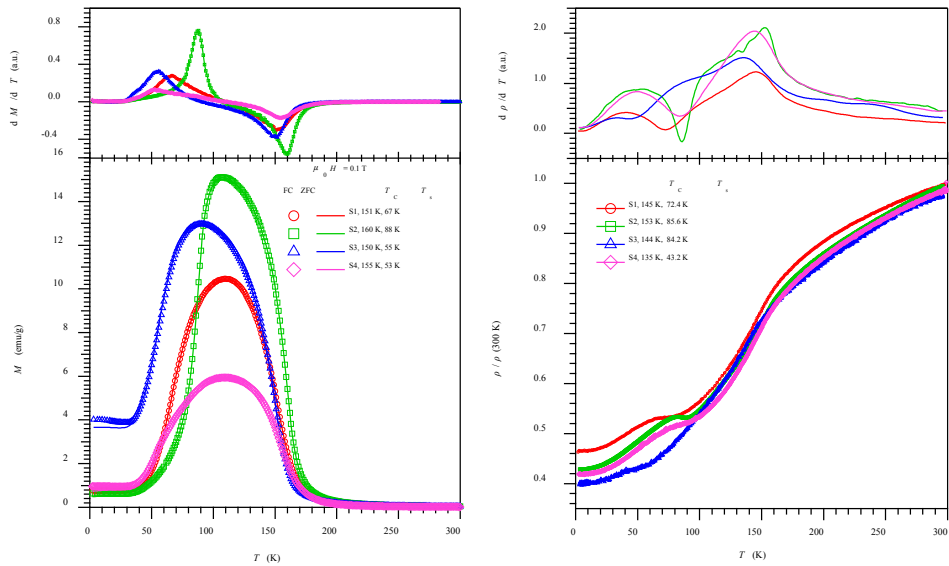 0.8
0.4
0.0
-0.4
d M / d T (a.u.)
16
14
12
10
8
6
4
2
0
M (emu/g)
μ0H = 0.1 T
FC ZFC TC Ts
S1, 151 K, 67 K
S2, 160 K, 88 K
S3, 150 K, 55 K
S4, 155 K, 53 K
0 50 100 150 200 250 300
T (K)
2.0
1.0
0.0
d ρ / d T (a.u.)
1.0
0.9
0.8
0.7
0.6
0.5
0.4
ρ / ρ (300 K)
TC Ts
S1, 145 K, 72.4 K
S2, 153 K, 85.6 K
S3, 144 K, 84.2 K
S4, 135 K, 43.2 K
0 50 100 150 200 250 300
T (K)